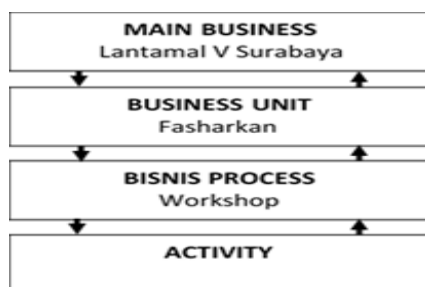 MAIN BUSINESS
Lantamal V Surabaya
BUSINESS UNIT
Fasharkan
BISNIS PROCESS
Workshop
ACTIVITY